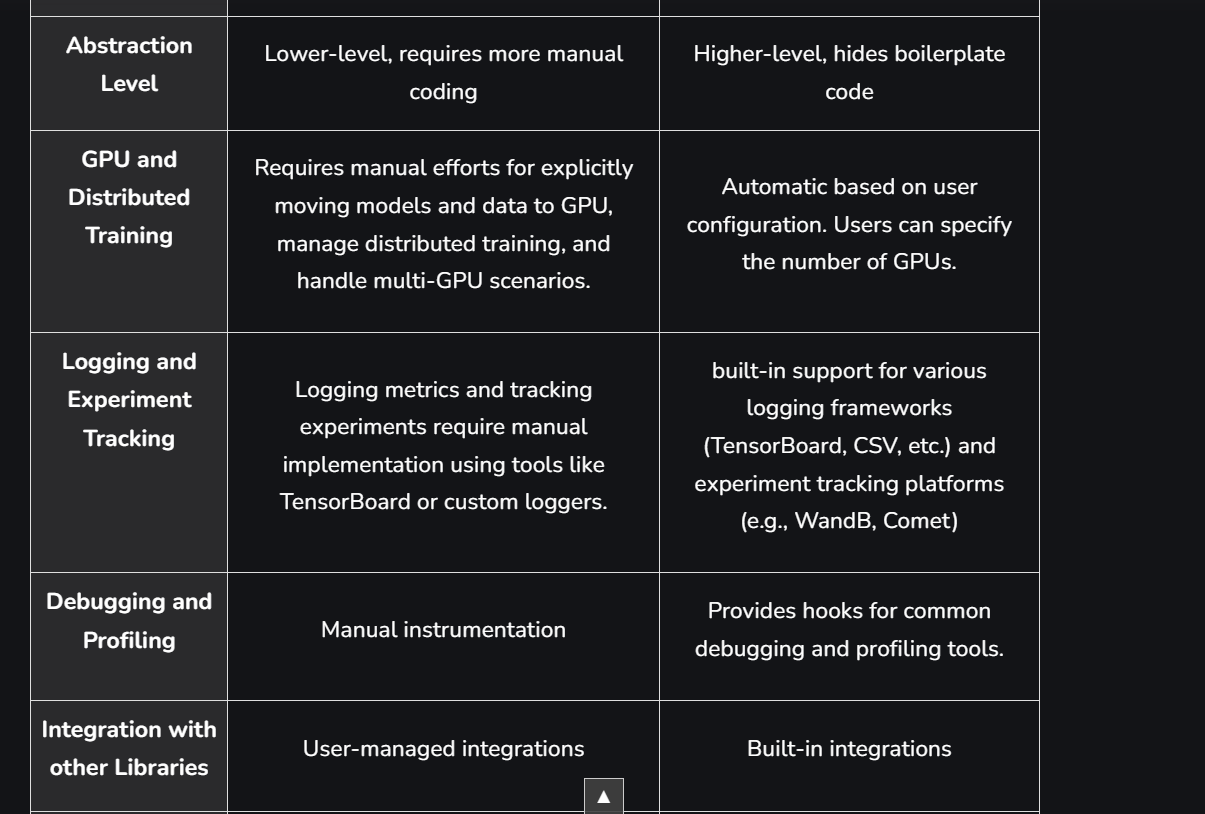 Abstraction
Level
Lower-level, requires more manual
coding
Higher-level, hides boilerplate
code
GPU and
Distributed
Training
Requires manual efforts for explicitly
moving models and data to GPU,
manage distributed training, and
handle multi-GPU scenarios.
Automatic based on user
configuration. Users can specify
the number of GPUs.
Logging and
Experiment
Tracking
Logging metrics and tracking
experiments require manual
implementation using tools like
TensorBoard or custom loggers.
built-in support for various
logging frameworks
(TensorBoard, CSV, etc.) and
experiment tracking platforms
(e.g., WandB, Comet)
Debugging and
Profiling
Manual instrumentation
Provides hooks for common
debugging and profiling tools.
Integration with
other Libraries
User-managed integrations
Built-in integrations